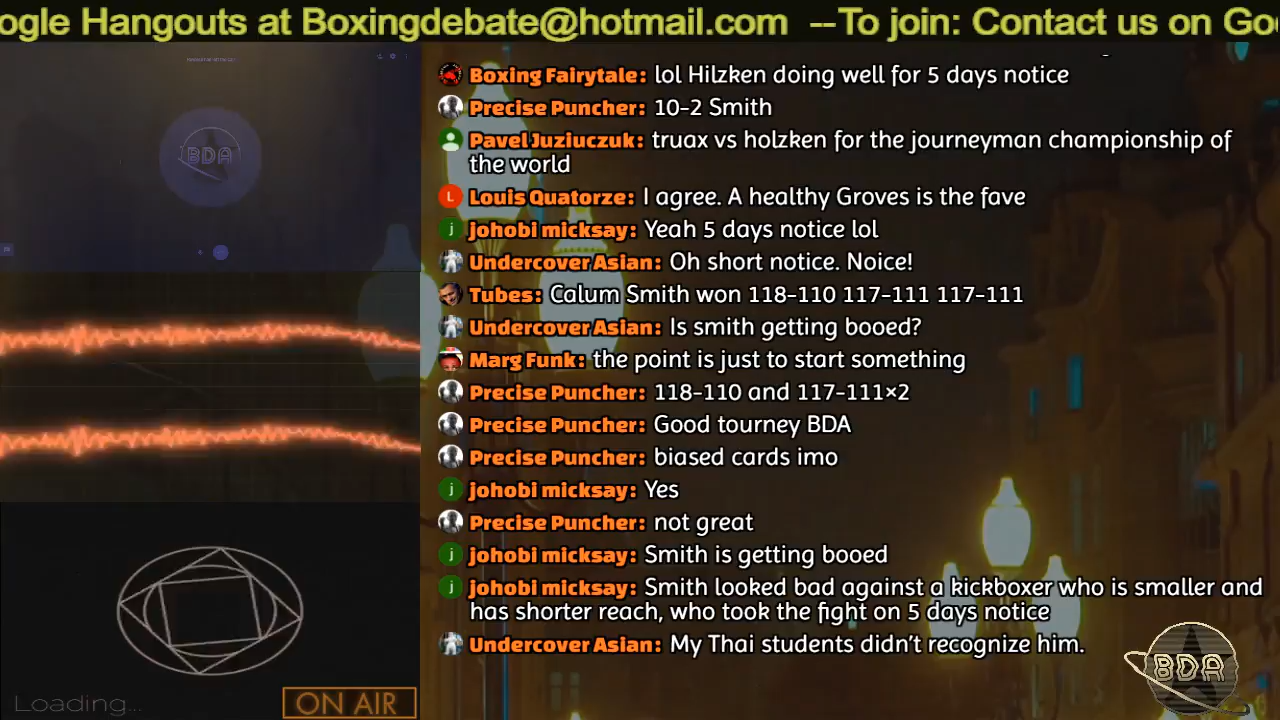 ogle Hangouts at Boxingdebate@hotmail.com  --To join: Contact us on Go
BDA
Boxing Fairytale: lol Hilzken doing well for 5 days notice
Precise Puncher: 10-2 Smith
Pavel Juziuczuk: truax vs holzken for the journeyman championship of
the world
L Louis Quatorze: I agree. A healthy Groves is the fave
j johobi micksay: Yeah 5 days notice lol
Undercover Asian: Oh short notice. Noice!
Tubes: Calum Smith won 118-110 117-111 117-111
Undercover Asian: Is smith getting booed?
Marg Funk: the point is just to start something
Precise Puncher: 118-110 and 117-111×2
Precise Puncher: Good tourney BDA
Precise Puncher: biased cards imo
j johobi micksay: Yes
Precise Puncher: not great
j johobi micksay: Smith is getting booed
j johobi micksay: Smith looked bad against a kickboxer who is smaller and
has shorter reach, who took the fight on 5 days notice
Undercover Asian: My Thai students didn't recognize him.
Loading...
ON AIR
BDA